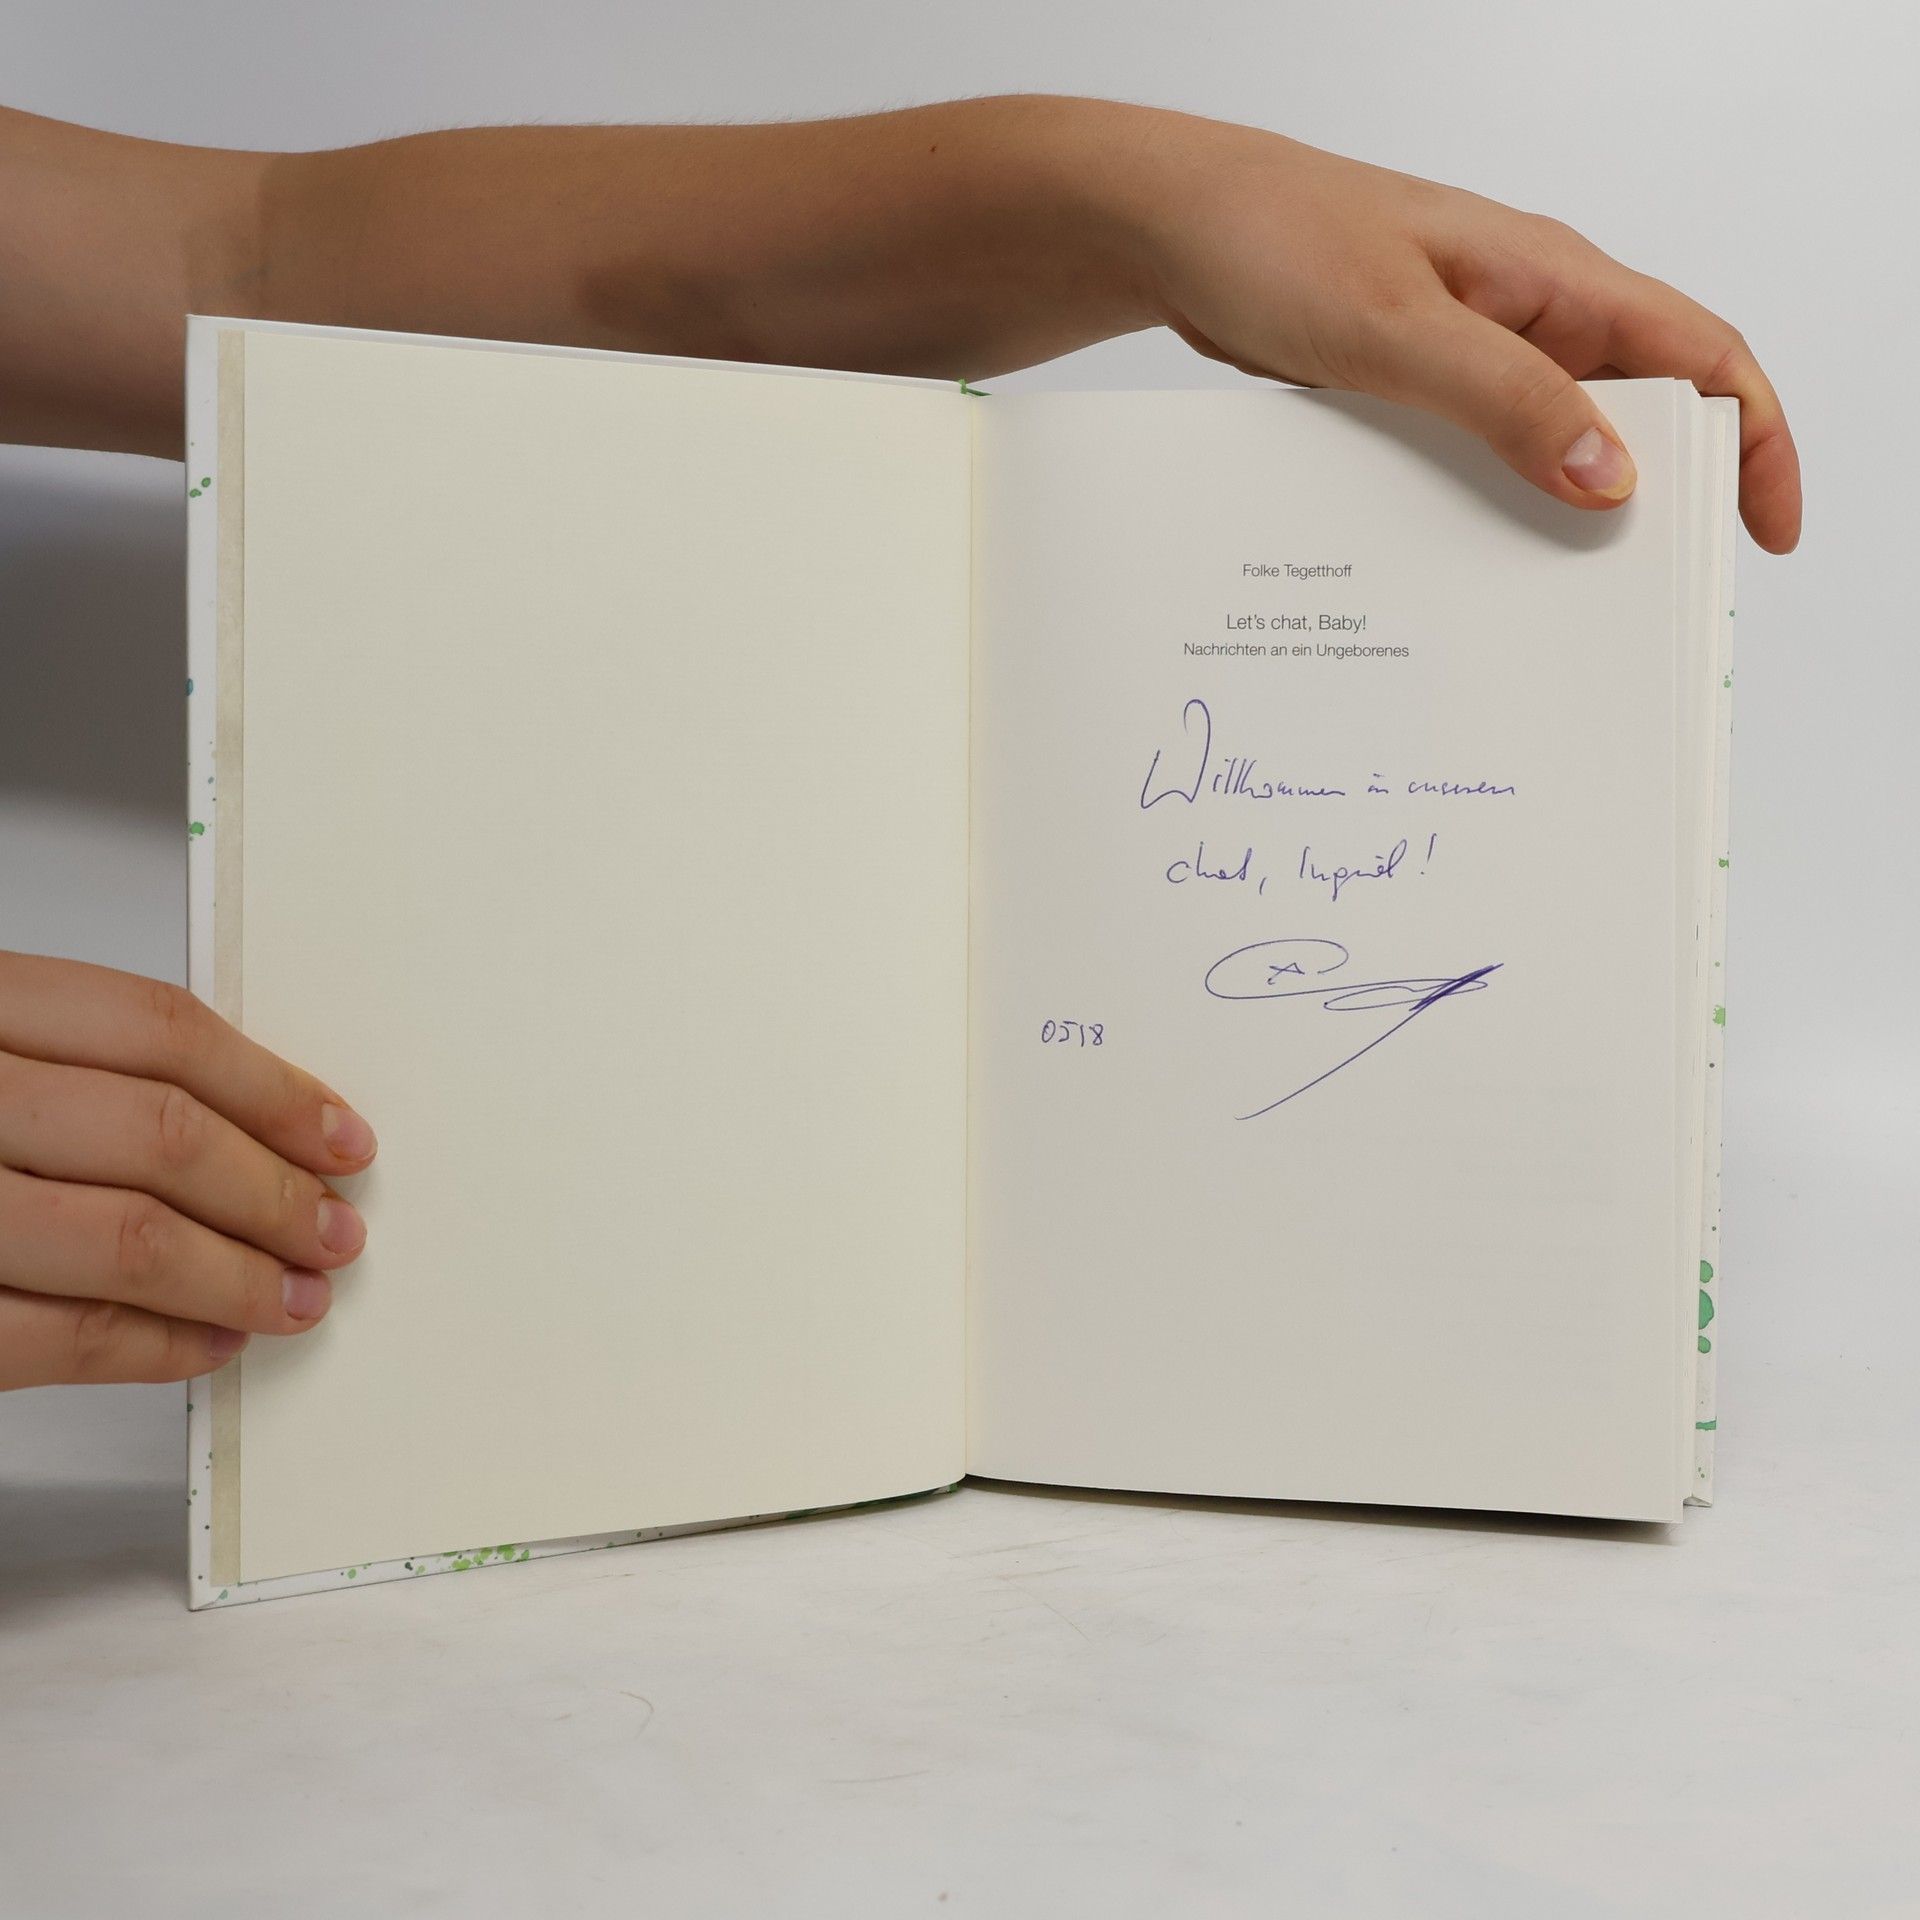 Folke Tegetthoff
Let's chat, Baby!
Nachrichten an ein Ungeborenes
Willkommen in unserem
chat, Ingrid!
0518